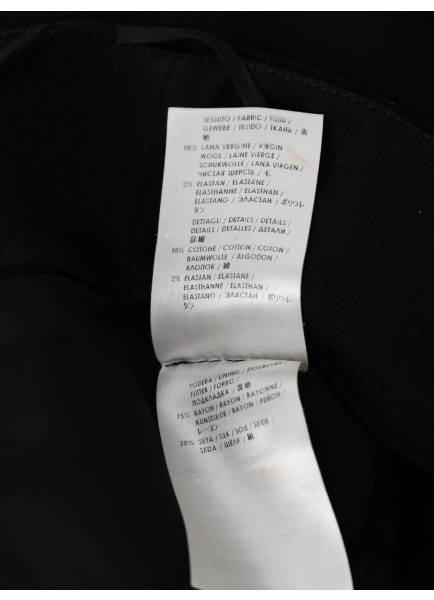 TESSUTO / FABRIC / TISSU /
GEWEBE / TEJIDO / ТКАНЬ / 表
地
98% LANA VERGINE / VIRGIN
WOOL / LAINE VIERGE /
SCHURWOLLE / LANA VIRGEN /
ЧИСТАЯ ШЕРСТЬ / 毛
2% ELASTAN / ELASTANE /
ELASTHANNE / ELASTHAN /
ELASTANO / ЭЛАСТАН / ポリウレ
タン
DETTAGLI / DETAILS / DETAILS /
DETAILS / DETALLES / ДЕТАЛИ /
詳細
98% COTONE / COTTON / COTON /
BAUMWOLLE / ALGODON /
ХЛОПОК / 綿
2% ELASTAN / ELASTANE /
ELASTHANNE / ELASTHAN /
ELASTANO / ЭЛАСТАН / ポリウレ
タン
FODERA / LINING / DOUBLURE /
FUTTER / FORRO /
ПОДКЛАДКА / 裏地
75% RAYON / RAYON / RAYONNE /
KUNSTSEIDE / RAYON / РЕЙОН /
レーヨン
25% SETA / SILK / SOIE / SEIDE /
SEDA / ШЕЛК / 絹